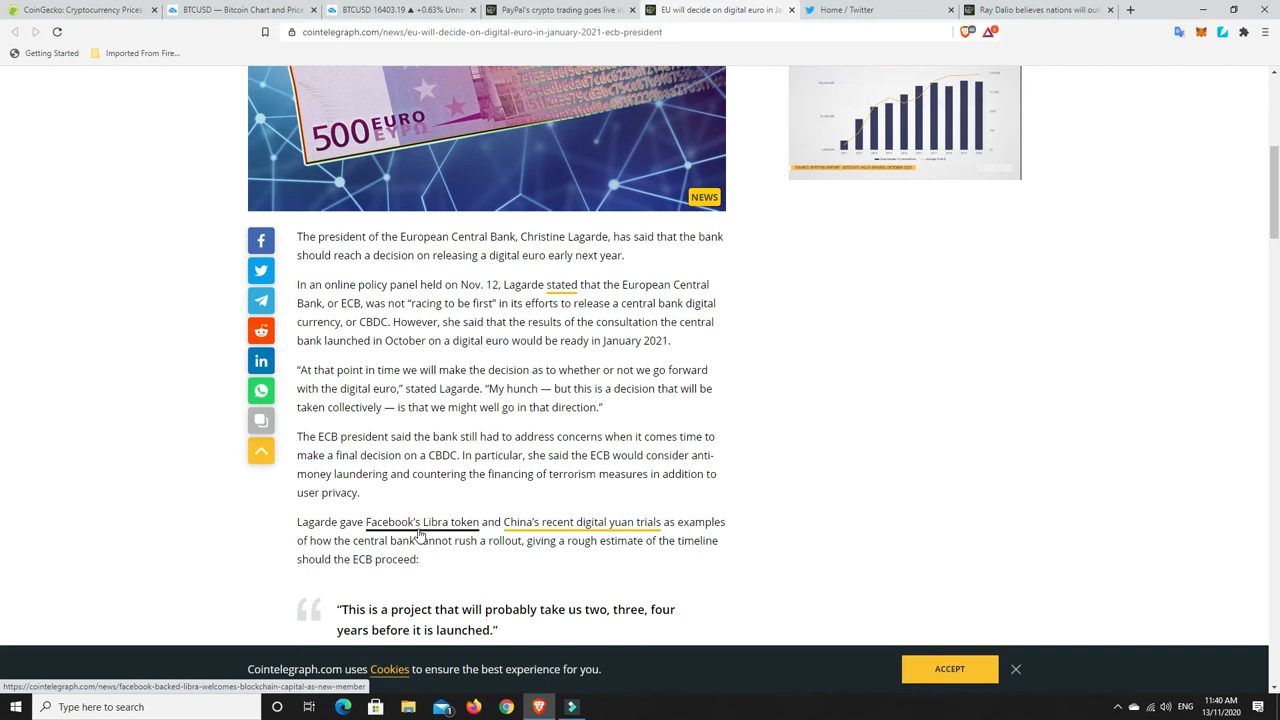 CoinGecko: Cryptocurrency Prices
BTCUSD — Bitcoin Chart and Price
BTCUSD 16403.19 ▲ +0.63% Unna
PayPal's crypto trading goes live in
EU will decide on digital euro in Ja
Home / Twitter
Ray Dalio believes nations will out
cointelegraph.com/news/eu-will-decide-on-digital-euro-in-january-2021-ecb-president
Getting Started
Imported From Fire...
500 EURO
ΕΥΡΩ
NEWS
The president of the European Central Bank, Christine Lagarde, has said that the bank
should reach a decision on releasing a digital euro early next year.
In an online policy panel held on Nov. 12, Lagarde stated that the European Central
Bank, or ECB, was not “racing to be first” in its efforts to release a central bank digital
currency, or CBDC. However, she said that the results of the consultation the central
bank launched in October on a digital euro would be ready in January 2021.
“At that point in time we will make the decision as to whether or not we go forward
with the digital euro,” stated Lagarde. “My hunch — but this is a decision that will be
taken collectively — is that we might well go in that direction.”
The ECB president said the bank still had to address concerns when it comes time to
make a final decision on a CBDC. In particular, she said the ECB would consider anti-
money laundering and countering the financing of terrorism measures in addition to
user privacy.
Lagarde gave Facebook’s Libra token and China’s recent digital yuan trials as examples
of how the central bank cannot rush a rollout, giving a rough estimate of the timeline
should the ECB proceed:
“This is a project that will probably take us two, three, four
years before it is launched.”
Cointelegraph.com uses Cookies to ensure the best experience for you.
ACCEPT
https://cointelegraph.com/news/facebook-backed-libra-welcomes-blockchain-capital-as-new-member
Type here to search
ENG
11:40 AM
13/11/2020